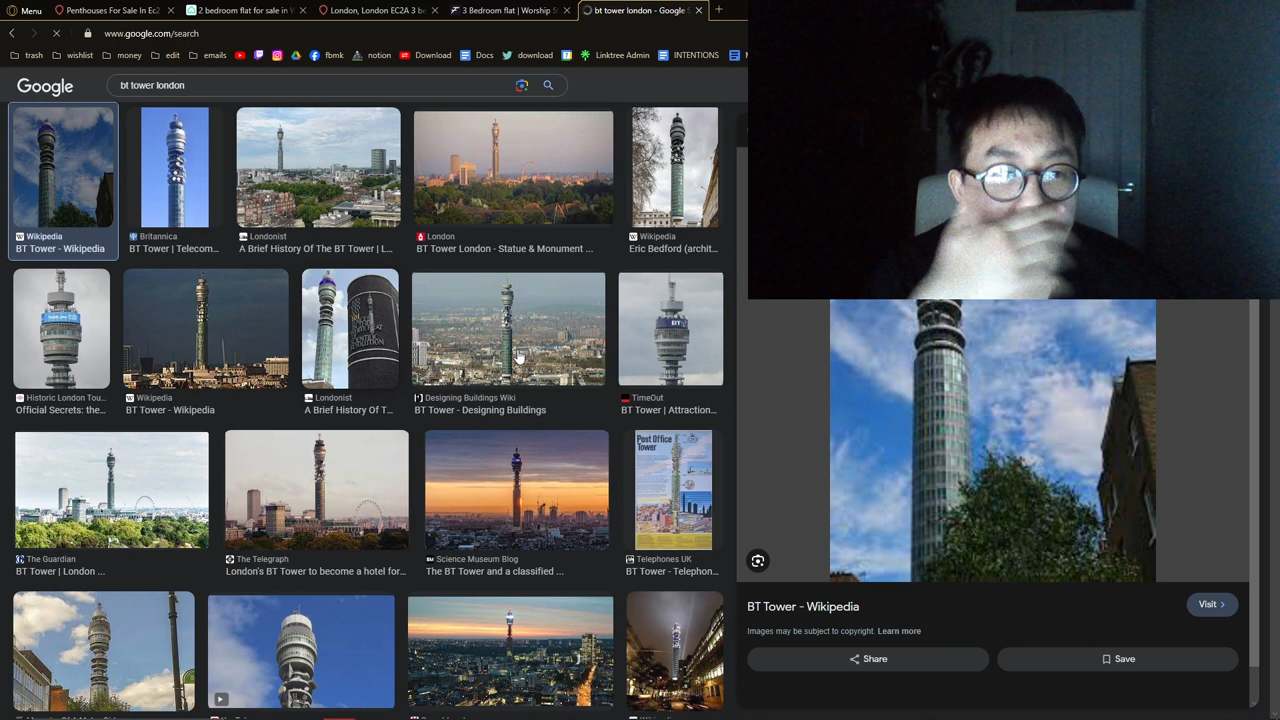 Menu
Penthouses For Sale In Ec2
2 bedroom flat for sale in V
London, London EC2A 3 be
3 Bedroom flat | Worship S
bt tower london - Google S
www.google.com/search
trash
wishlist
money
edit
emails
fbmk
notion
Download
Docs
download
Linktree Admin
INTENTIONS
Google
bt tower london
Wikipedia
BT Tower - Wikipedia
Britannica
BT Tower | Telecom...
Londonist
A Brief History Of The BT Tower | L...
London
BT Tower London - Statue & Monument ...
Wikipedia
Eric Bedford (archit...
BT
Historic London Tou...
Official Secrets: the...
Wikipedia
BT Tower - Wikipedia
Londonist
A Brief History Of T...
Designing Buildings Wiki
BT Tower - Designing Buildings
TimeOut
BT Tower | Attraction...
Post Office
Tower
The Guardian
BT Tower | London ...
The Telegraph
London's BT Tower to become a hotel for...
Science Museum Blog
The BT Tower and a classified ...
Telephones UK
BT Tower - Telephon...
BT Tower - Wikipedia
Visit
Images may be subject to copyright. Learn more
Share
Save